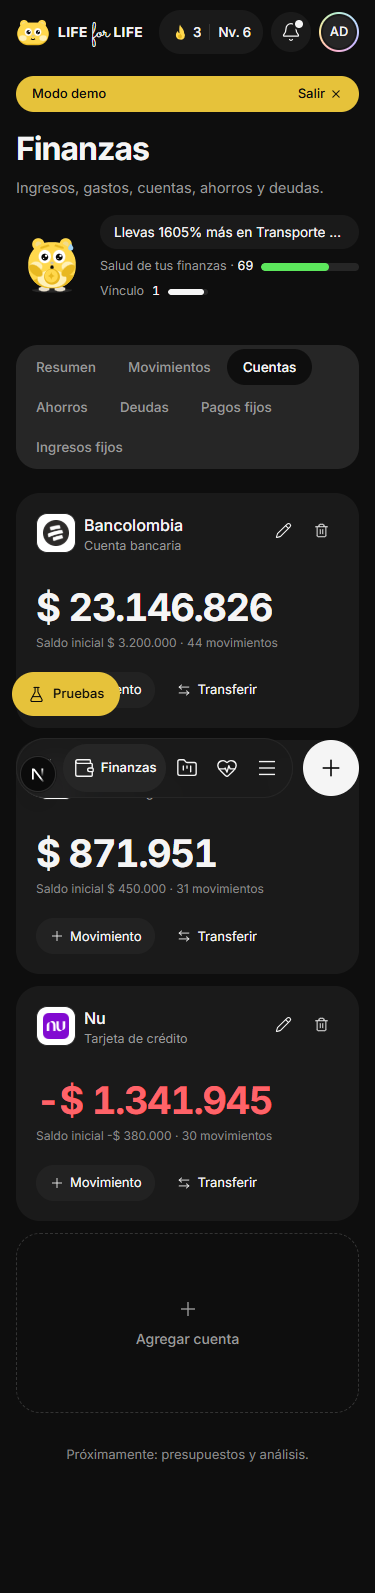 LIFE for LIFE
3
Nv. 6
AD
Modo demo
Salir
Finanzas
Ingresos, gastos, cuentas, ahorros y deudas.
Llevas 1605% más en Transporte ...
Salud de tus finanzas · 69
Vínculo 1
Resumen
Movimientos
Cuentas
Ahorros
Deudas
Pagos fijos
Ingresos fijos
Bancolombia
Cuenta bancaria
$ 23.146.826
Saldo inicial $ 3.200.000 · 44 movimientos
Pruebas
Transferir
N
Finanzas
$ 871.951
Saldo inicial $ 450.000 · 31 movimientos
Movimiento
Transferir
nu
Nu
Tarjeta de crédito
-$ 1.341.945
Saldo inicial -$ 380.000 · 30 movimientos
Movimiento
Transferir
Agregar cuenta
Próximamente: presupuestos y análisis.